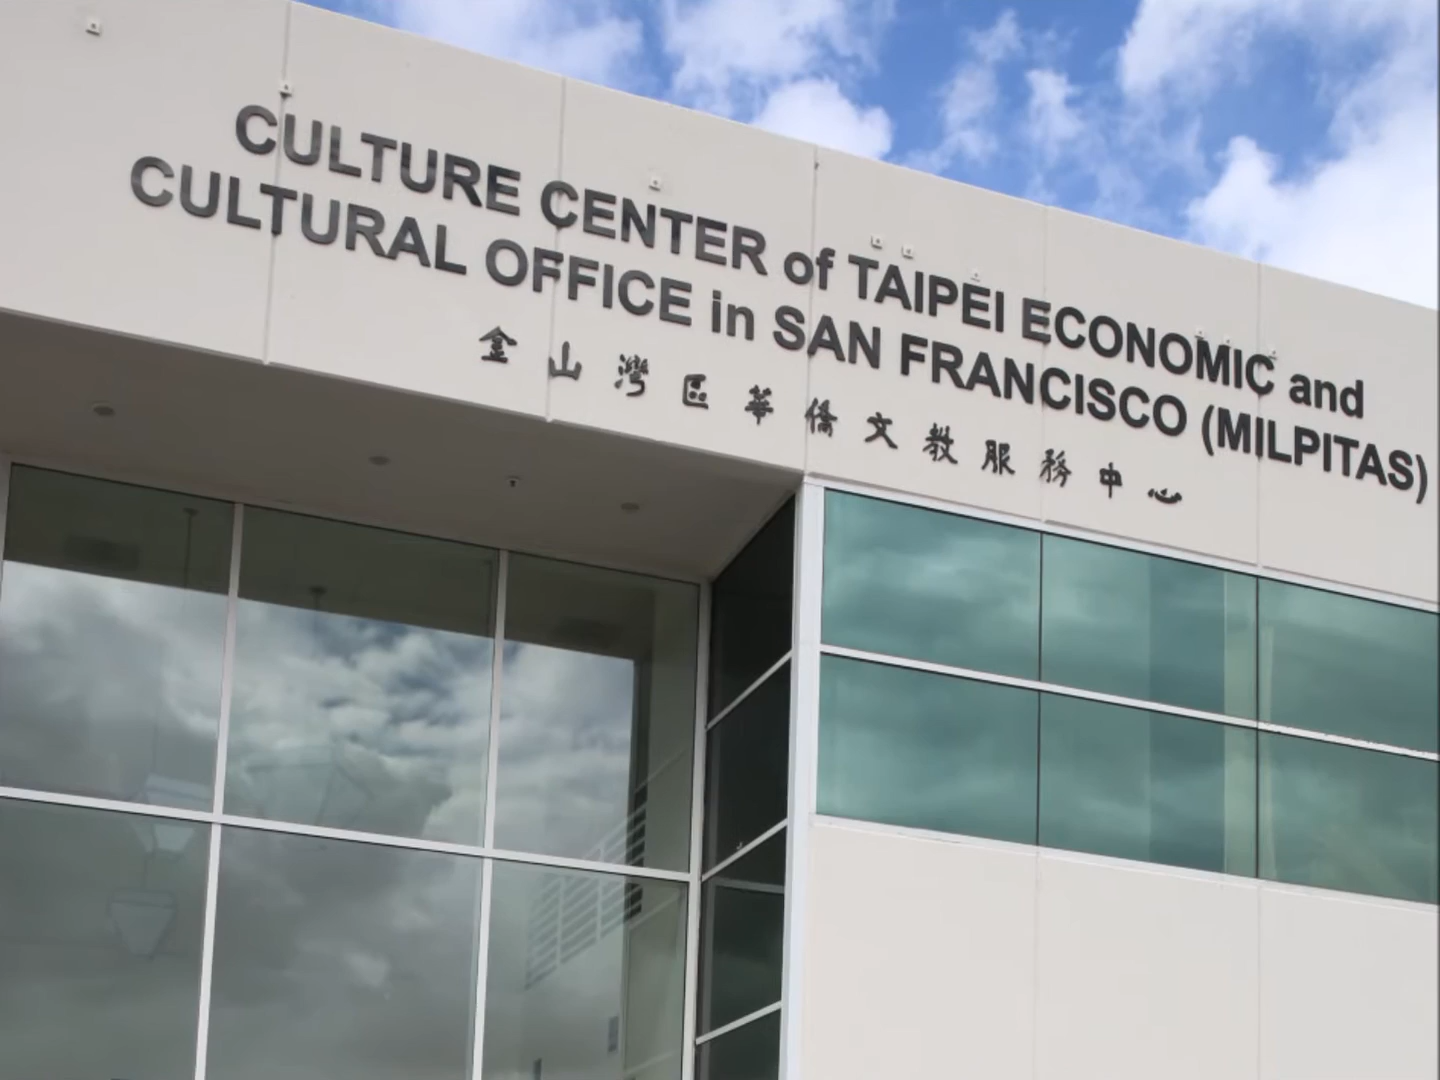 CULTURE CENTER of TAIPEI ECONOMIC and
CULTURAL OFFICE in SAN FRANCISCO (MILPITAS)
金山灣區華僑文教服務中心